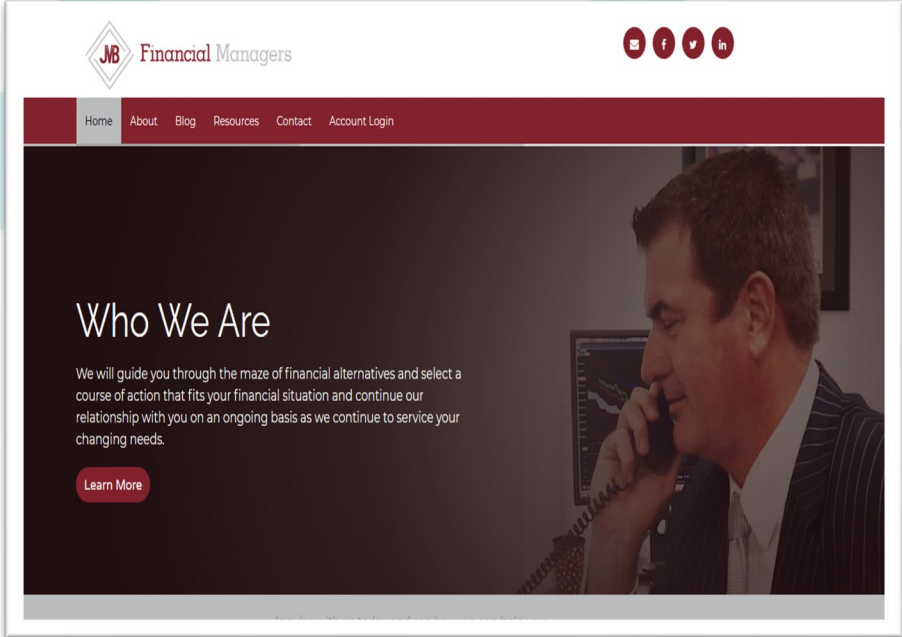 JVB Financial Managers
Home About Blog Resources Contact Account Login
Who We Are
We will guide you through the maze of financial alternatives and select a
course of action that fits your financial situation and continue our
relationship with you on an ongoing basis as we continue to service your
changing needs.
Learn More